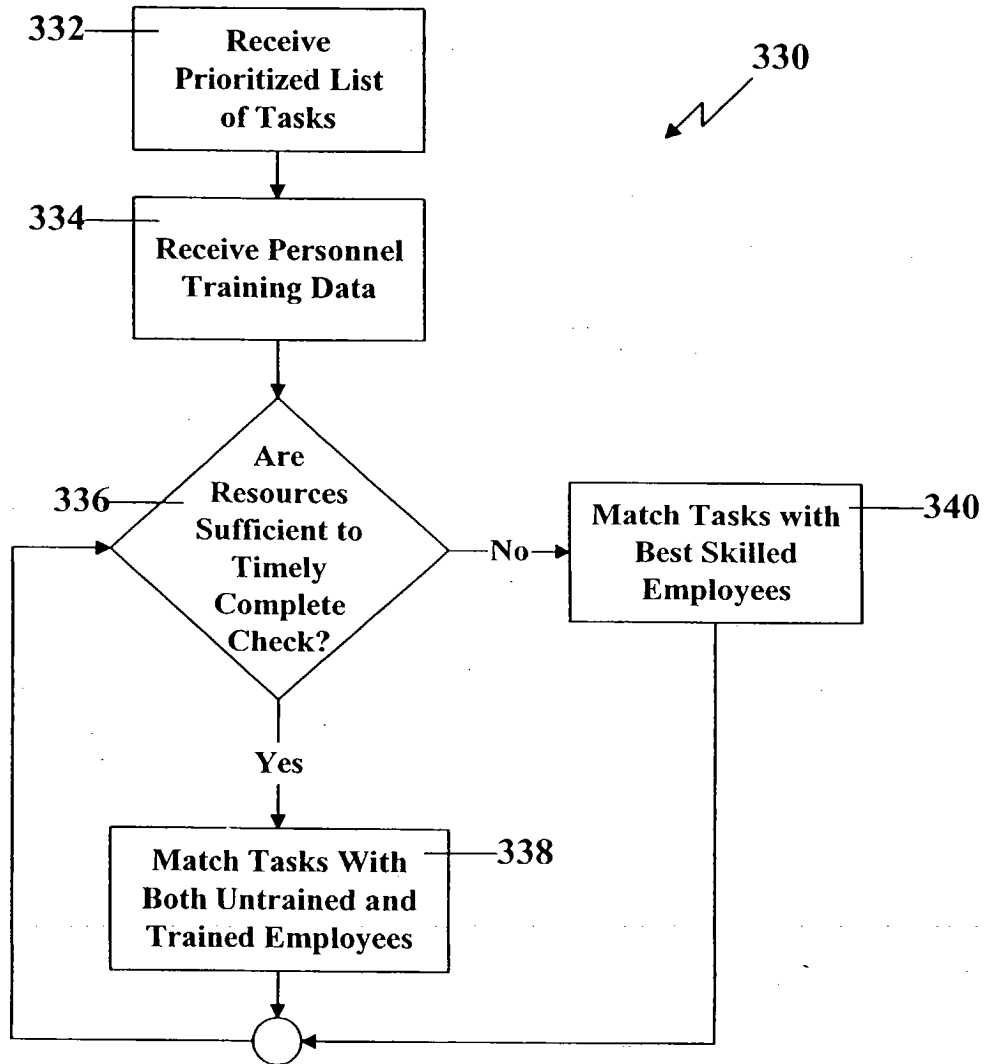 332
Receive
Prioritized List
of Tasks
330
334
Receive Personnel
Training Data
336
Are
Resources
Sufficient to
Timely
Complete
Check?
No
Match Tasks with
Best Skilled
Employees
340
Yes
Match Tasks With
Both Untrained and
Trained Employees
338